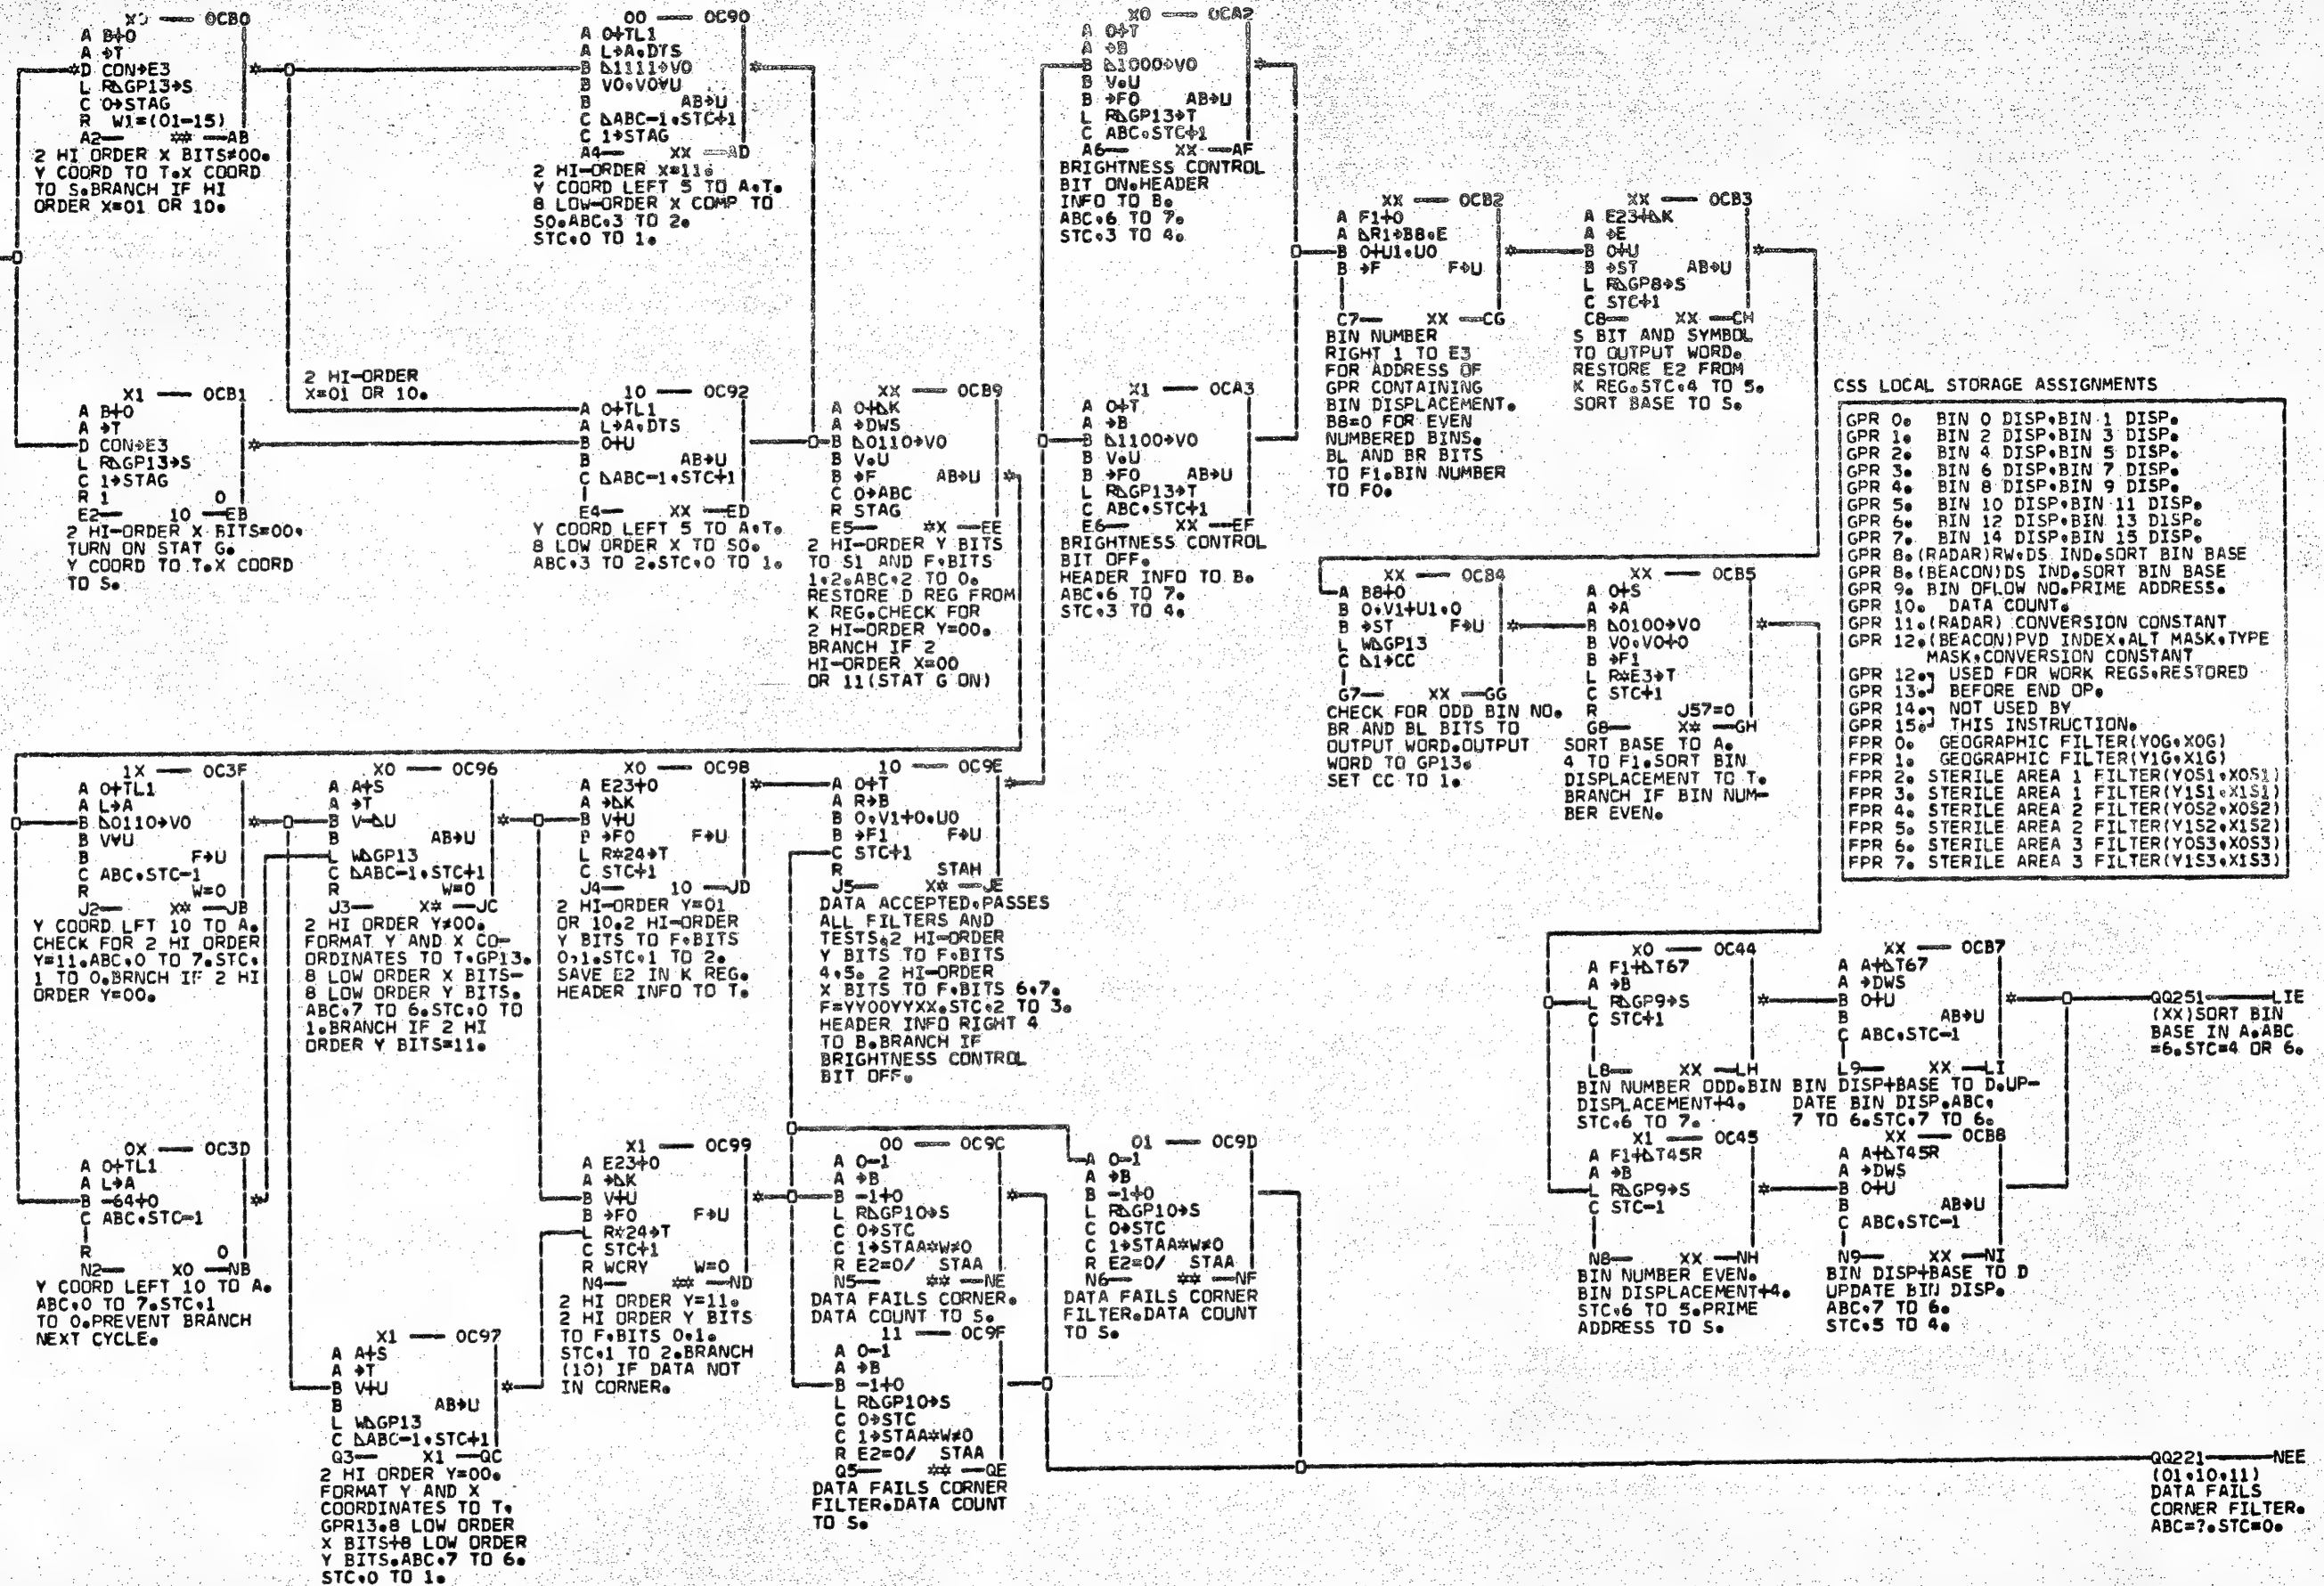 X0 — 0CB0
A B+0
A →T
D CON→E3
L R∆GP13→S
C 0→STAG
R W1=(01-15)
A2— ** —AB
2 HI ORDER X BITS≠00.
Y COORD TO T.X COORD
TO S.BRANCH IF HI
ORDER X=01 OR 10.
00 — 0C90
A 0+TL1
A L→A,DTS
B ∆1111→V0
B V0.V0∀U
B AB→U
C ∆ABC-1,STC+1
C 1→STAG
A4— XX —AD
2 HI-ORDER X=11.
Y COORD LEFT 5 TO A,T.
8 LOW-ORDER X COMP TO
S0.ABC,3 TO 2.
STC,0 TO 1.
X0 — 0CA2
A 0+T
A →B
B ∆1000→V0
B V.U
B →F0 AB→U
L R∆GP13→T
C ABC,STC+1
A6— XX —AF
BRIGHTNESS CONTROL
BIT ON.HEADER
INFO TO B.
ABC,6 TO 7.
STC,3 TO 4.
XX — 0CB2
A F1+0
A ∆R1→B8,E
B 0+U1,U0
B →F F→U
C7— XX —CG
BIN NUMBER
RIGHT 1 TO E3
FOR ADDRESS OF
GPR CONTAINING
BIN DISPLACEMENT.
B8=0 FOR EVEN
NUMBERED BINS.
BL AND BR BITS
TO F1.BIN NUMBER
TO F0.
XX — 0CB3
A E23+∆K
A →E
B 0+U
B →ST AB→U
L R∆GP8→S
C STC+1
C8— XX —CH
S BIT AND SYMBOL
TO OUTPUT WORD.
RESTORE E2 FROM
K REG.STC,4 TO 5.
SORT BASE TO S.
X1 — 0CB1
A B+0
A →T
D CON→E3
L R∆GP13→S
C 1→STAG
R 1 0
E2— 10 —EB
2 HI-ORDER X BITS=00.
TURN ON STAT G.
Y COORD TO T.X COORD
TO S.
2 HI-ORDER
X=01 OR 10.
10 — 0C92
A 0+TL1
A L→A,DTS
B 0+U
B AB→U
C ∆ABC-1,STC+1
E4— XX —ED
Y COORD LEFT 5 TO A,T.
8 LOW ORDER X TO S0.
ABC,3 TO 2.STC,0 TO 1.
XX — 0CB9
A 0+∆K
A →DWS
B ∆0110→V0
B V.U
B →F AB→U
C 0→ABC
R STAG
E5— *X —EE
2 HI-ORDER Y BITS
TO S1 AND F,BITS
1,2.ABC,2 TO 0.
RESTORE D REG FROM
K REG.CHECK FOR
2 HI-ORDER Y=00.
BRANCH IF 2
HI-ORDER X=00
OR 11(STAT G ON)
X1 — 0CA3
A 0+T
A →B
B ∆1100→V0
B V.U
B →F0 AB→U
L R∆GP13→T
C ABC,STC+1
E6— XX —EF
BRIGHTNESS CONTROL
BIT OFF.
HEADER INFO TO B.
ABC,6 TO 7.
STC,3 TO 4.
CSS LOCAL STORAGE ASSIGNMENTS
GPR 0. BIN 0 DISP,BIN 1 DISP.
GPR 1. BIN 2 DISP,BIN 3 DISP.
GPR 2. BIN 4 DISP,BIN 5 DISP.
GPR 3. BIN 6 DISP,BIN 7 DISP.
GPR 4. BIN 8 DISP,BIN 9 DISP.
GPR 5. BIN 10 DISP,BIN 11 DISP.
GPR 6. BIN 12 DISP,BIN 13 DISP.
GPR 7. BIN 14 DISP,BIN 15 DISP.
GPR 8.(RADAR)RW,DS IND.SORT BIN BASE
GPR 8.(BEACON)DS IND.SORT BIN BASE
GPR 9. BIN OFLOW NO.PRIME ADDRESS.
GPR 10. DATA COUNT.
GPR 11.(RADAR) CONVERSION CONSTANT
GPR 12.(BEACON)PVD INDEX,ALT MASK,TYPE
MASK,CONVERSION CONSTANT
GPR 12. USED FOR WORK REGS,RESTORED
GPR 13. BEFORE END OP.
GPR 14. NOT USED BY
GPR 15. THIS INSTRUCTION.
FPR 0. GEOGRAPHIC FILTER(Y0G,X0G)
FPR 1. GEOGRAPHIC FILTER(Y1G,X1G)
FPR 2. STERILE AREA 1 FILTER(Y0S1,X0S1)
FPR 3. STERILE AREA 1 FILTER(Y1S1,X1S1)
FPR 4. STERILE AREA 2 FILTER(Y0S2,X0S2)
FPR 5. STERILE AREA 2 FILTER(Y1S2,X1S2)
FPR 6. STERILE AREA 3 FILTER(Y0S3,X0S3)
FPR 7. STERILE AREA 3 FILTER(Y1S3,X1S3)
XX — 0CB4
A B8+0
B 0,V1+U1,0
B →ST F→U
L W∆GP13
C ∆1→CC
G7— XX —GG
CHECK FOR ODD BIN NO.
BR AND BL BITS TO
OUTPUT WORD.OUTPUT
WORD TO GP13.
SET CC TO 1.
XX — 0CB5
A 0+S
A →A
B ∆0100→V0
B V0,V0+0
B →F1
L R*E3→T
C STC+1
R J57=0
G8— X* —GH
SORT BASE TO A.
4 TO F1.SORT BIN
DISPLACEMENT TO T.
BRANCH IF BIN NUM-
BER EVEN.
1X — 0C3F
A 0+TL1
A L→A
B ∆0110→V0
B V∀U
B F→U
C ABC,STC-1
R W=0
J2— X* —JB
Y COORD LFT 10 TO A.
CHECK FOR 2 HI ORDER
Y=11.ABC,0 TO 7.STC,
1 TO 0.BRNCH IF 2 HI
ORDER Y=00.
X0 — 0C96
A A+S
A →T
B V-∆U
B AB→U
L W∆GP13
C ∆ABC-1,STC+1
R W=0
J3— X* —JC
2 HI ORDER Y≠00.
FORMAT Y AND X CO-
ORDINATES TO T,GP13.
8 LOW ORDER X BITS-
8 LOW ORDER Y BITS.
ABC,7 TO 6.STC,0 TO
1.BRANCH IF 2 HI
ORDER Y BITS=11.
X0 — 0C98
A E23+0
A →∆K
B V+U
B →F0 F→U
L R*24→T
C STC+1
J4— 10 —JD
2 HI-ORDER Y=01
OR 10.2 HI-ORDER
Y BITS TO F,BITS
0,1.STC,1 TO 2.
SAVE E2 IN K REG.
HEADER INFO TO T.
10 — 0C9E
A 0+T
A R→B
B 0,V1+0,U0
B →F1 F→U
C STC+1
R STAH
J5— X* —JE
DATA ACCEPTED,PASSES
ALL FILTERS AND
TESTS.2 HI-ORDER
Y BITS TO F,BITS
4,5. 2 HI-ORDER
X BITS TO F,BITS 6,7.
F=YY00YYXX.STC,2 TO 3.
HEADER INFO RIGHT 4
TO B.BRANCH IF
BRIGHTNESS CONTROL
BIT OFF.
X0 — 0C44
A F1+∆T67
A →B
L R∆GP9→S
C STC+1
L8— XX —LH
BIN NUMBER ODD.BIN
DISPLACEMENT+4.
STC,6 TO 7.
XX — 0CB7
A A+∆T67
A →DWS
B 0+U
B AB→U
C ABC,STC-1
L9— XX —LI
BIN DISP+BASE TO D.UP-
DATE BIN DISP.ABC,
7 TO 6.STC,7 TO 6.
QQ251—LIE
(XX)SORT BIN
BASE IN A.ABC
=6.STC=4 OR 6.
0X — 0C3D
A 0+TL1
A L→A
B -64+0
C ABC,STC-1
R 0
N2— X0 —NB
Y COORD LEFT 10 TO A.
ABC,0 TO 7.STC,1
TO 0.PREVENT BRANCH
NEXT CYCLE.
X1 — 0C99
A E23+0
A →∆K
B V+U
B →F0 F→U
L R*24→T
C STC+1
R WCRY W=0
N4— ** —ND
2 HI ORDER Y=11.
2 HI ORDER Y BITS
TO F,BITS 0,1.
STC,1 TO 2.BRANCH
(10) IF DATA NOT
IN CORNER.
00 — 0C9C
A 0-1
A →B
B -1+0
L R∆GP10→S
C 0→STC
C 1→STAA*W≠0
R E2=0/ STAA
N5— ** —NE
DATA FAILS CORNER.
DATA COUNT TO S.
01 — 0C9D
A 0-1
A →B
B -1+0
L R∆GP10→S
C 0→STC
C 1→STAA*W≠0
R E2=0/ STAA
N6— ** —NF
DATA FAILS CORNER
FILTER.DATA COUNT
TO S.
X1 — 0C45
A F1+∆T45R
A →B
L R∆GP9→S
C STC-1
N8— XX —NH
BIN NUMBER EVEN.
BIN DISPLACEMENT+4.
STC,6 TO 5.PRIME
ADDRESS TO S.
XX — 0CB8
A A+∆T45R
A →DWS
B 0+U
B AB→U
C ABC,STC-1
N9— XX —NI
BIN DISP+BASE TO D
UPDATE BIN DISP.
ABC,7 TO 6.
STC,5 TO 4.
X1 — 0C97
A A+S
A →T
B V+U
B AB→U
L W∆GP13
C ∆ABC-1,STC+1
Q3— X1 —QC
2 HI ORDER Y=00.
FORMAT Y AND X
COORDINATES TO T,
GPR13.8 LOW ORDER
X BITS+8 LOW ORDER
Y BITS.ABC,7 TO 6.
STC,0 TO 1.
11 — 0C9F
A 0-1
A →B
B -1+0
L R∆GP10→S
C 0→STC
C 1→STAA*W≠0
R E2=0/ STAA
Q5— ** —QE
DATA FAILS CORNER
FILTER.DATA COUNT
TO S.
QQ221—NEE
(01,10,11)
DATA FAILS
CORNER FILTER.
ABC=?.STC=0.